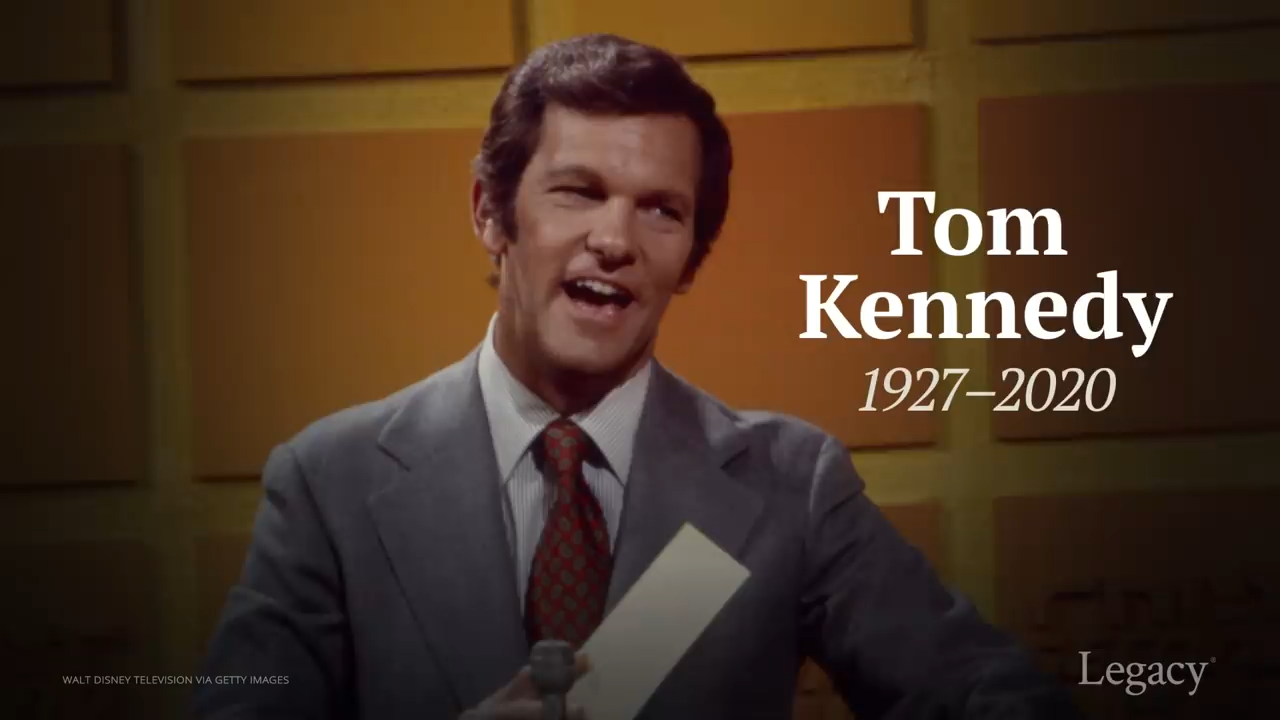 Tom
Kennedy
1927–2020
WALT DISNEY TELEVISION VIA GETTY IMAGES
Legacy